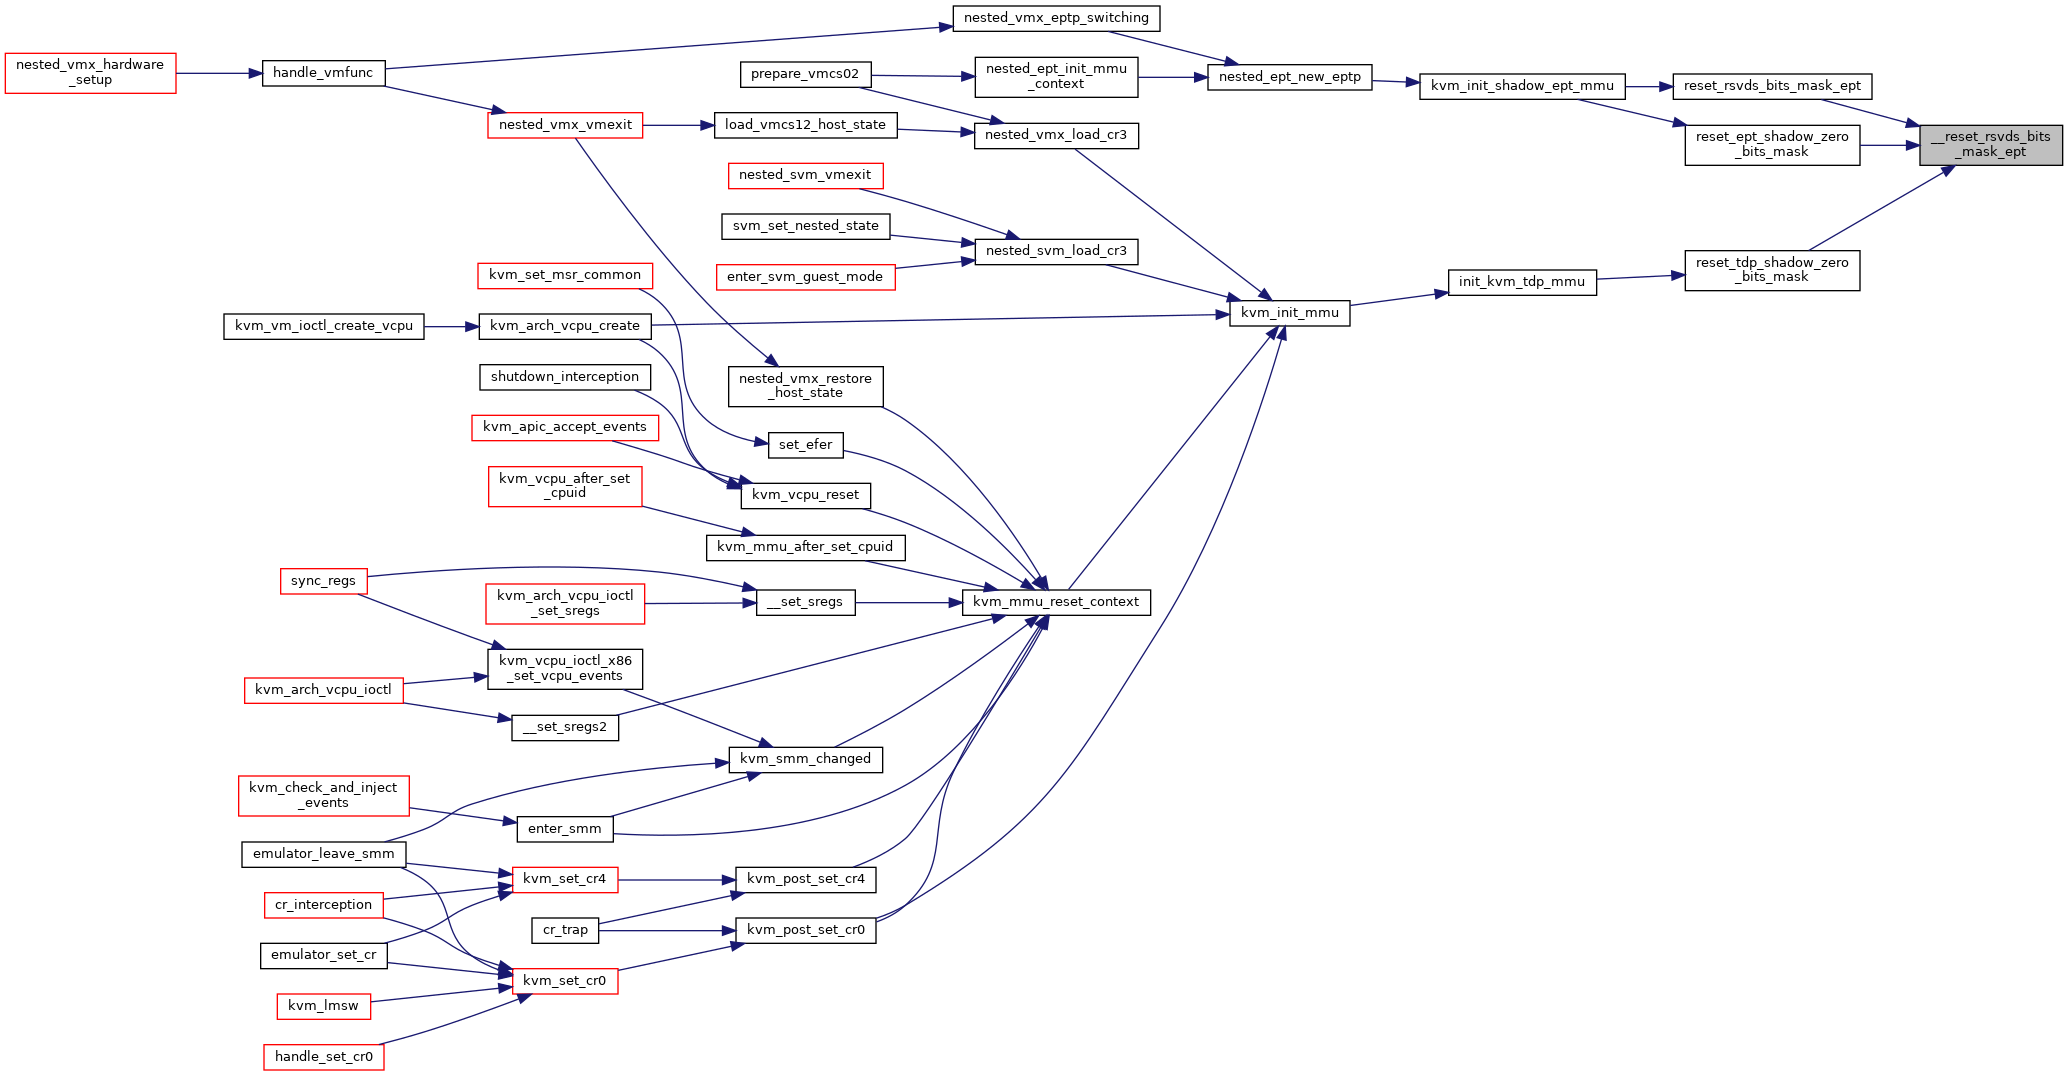 nested_vmx_eptp_switching
nested_vmx_hardware
_setup
handle_vmfunc
prepare_vmcs02
nested_ept_init_mmu
_context
nested_ept_new_eptp
kvm_init_shadow_ept_mmu
reset_rsvds_bits_mask_ept
nested_vmx_vmexit
load_vmcs12_host_state
nested_vmx_load_cr3
reset_ept_shadow_zero
_bits_mask
__reset_rsvds_bits
_mask_ept
nested_svm_vmexit
svm_set_nested_state
nested_svm_load_cr3
enter_svm_guest_mode
kvm_set_msr_common
reset_tdp_shadow_zero
_bits_mask
init_kvm_tdp_mmu
kvm_init_mmu
kvm_vm_ioctl_create_vcpu
kvm_arch_vcpu_create
shutdown_interception
nested_vmx_restore
_host_state
kvm_apic_accept_events
set_efer
kvm_vcpu_after_set
_cpuid
kvm_vcpu_reset
kvm_mmu_after_set_cpuid
sync_regs
kvm_arch_vcpu_ioctl
_set_sregs
__set_sregs
kvm_mmu_reset_context
kvm_vcpu_ioctl_x86
_set_vcpu_events
kvm_arch_vcpu_ioctl
__set_sregs2
kvm_smm_changed
kvm_check_and_inject
_events
enter_smm
emulator_leave_smm
kvm_set_cr4
kvm_post_set_cr4
cr_interception
cr_trap
kvm_post_set_cr0
emulator_set_cr
kvm_set_cr0
kvm_lmsw
handle_set_cr0